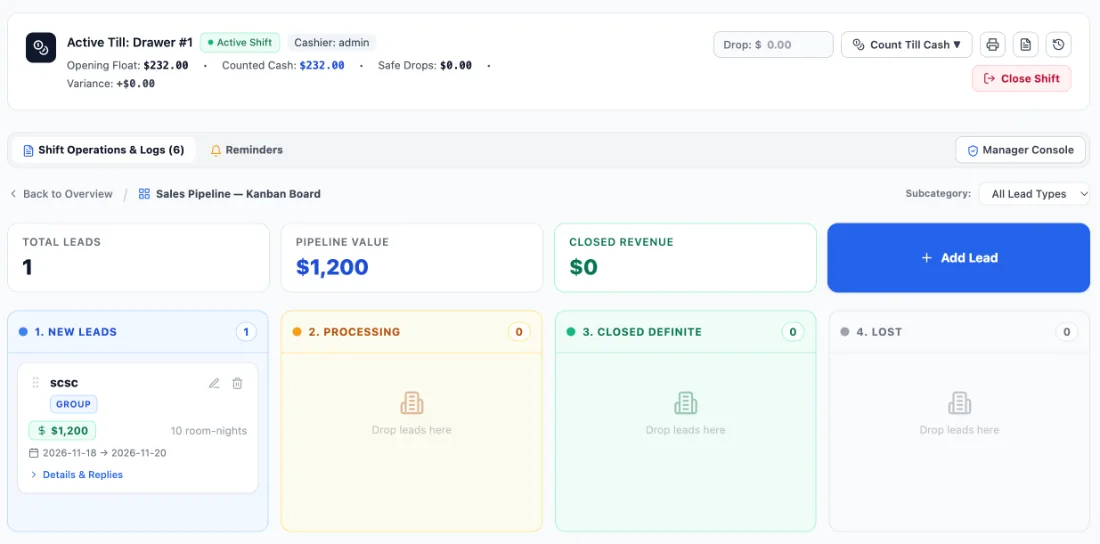 Active Till: Drawer #1 Active Shift Cashier: admin Drop: $ 0.00 Count Till Cash ▼
Opening Float: $232.00 · Counted Cash: $232.00 · Safe Drops: $0.00 ·
Variance: +$0.00 Close Shift
Shift Operations & Logs (6) Reminders Manager Console
Back to Overview / Sales Pipeline — Kanban Board Subcategory: All Lead Types
TOTAL LEADS
1
PIPELINE VALUE
$1,200
CLOSED REVENUE
$0
+ Add Lead
1. NEW LEADS 1
scsc
GROUP
$ $1,200 10 room-nights
2026-11-18 → 2026-11-20
Details & Replies
2. PROCESSING 0
Drop leads here
3. CLOSED DEFINITE 0
Drop leads here
4. LOST 0
Drop leads here